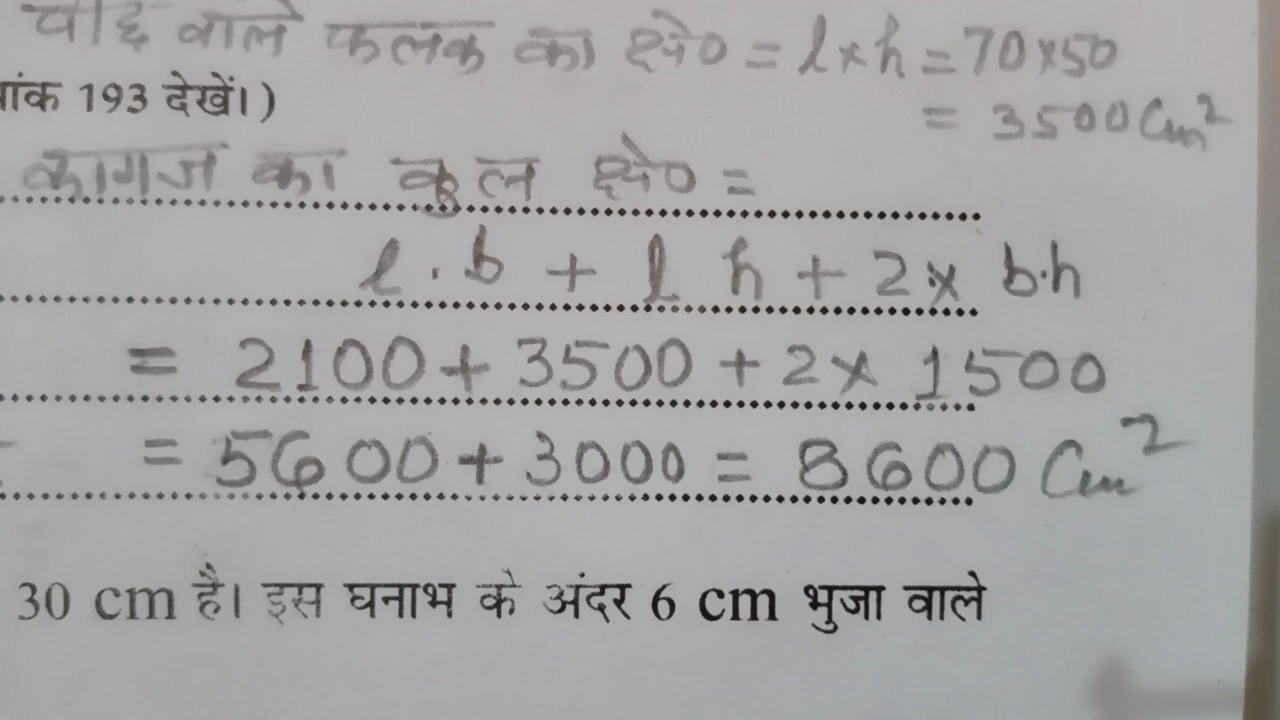 वाले फलक का क्षे० = l×h = 70×50
ांक 193 देखें।)
= 3500 Cm²
कागज का कुल क्षे० =
l . b + l h + 2 × b.h
= 2100 + 3500 + 2 × 1500
= 5600 + 3000 = 8600 Cm²
30 cm है। इस घनाभ के अंदर 6 cm भुजा वाले